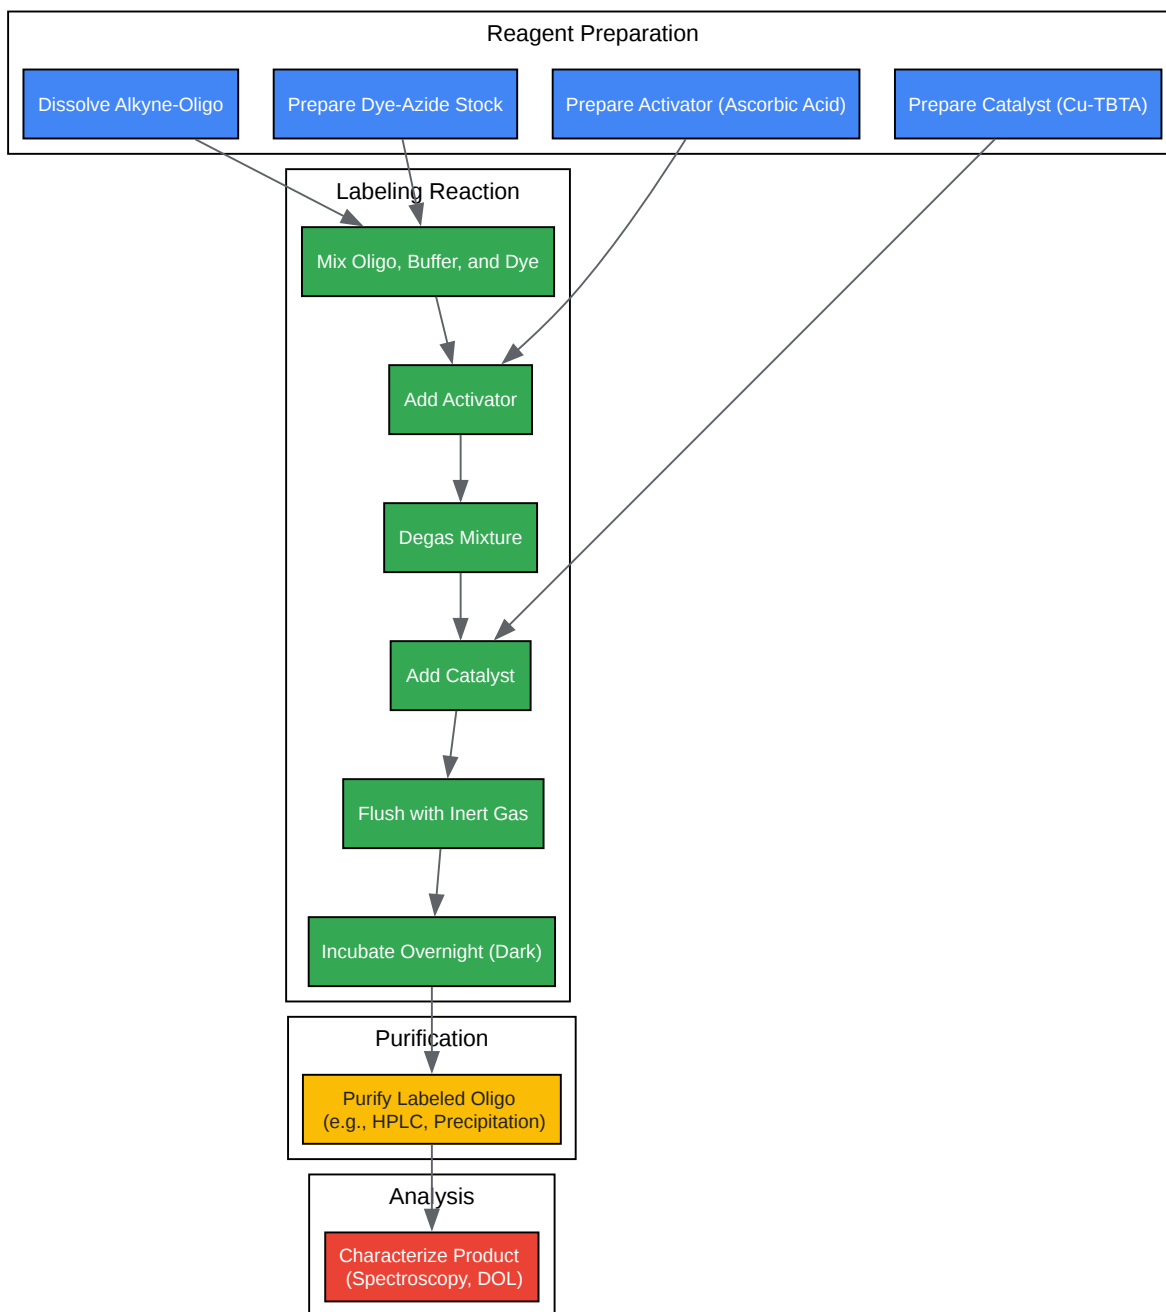 Reagent Preparation
Dissolve Alkyne-Oligo
Prepare Dye-Azide Stock
Prepare Activator (Ascorbic Acid)
Prepare Catalyst (Cu-TBTA)
Labeling Reaction
Mix Oligo, Buffer, and Dye
Add Activator
Degas Mixture
Add Catalyst
Flush with Inert Gas
Incubate Overnight (Dark)
Purification
Purify Labeled Oligo
(e.g., HPLC, Precipitation)
Analysis
Characterize Product
(Spectroscopy, DOL)